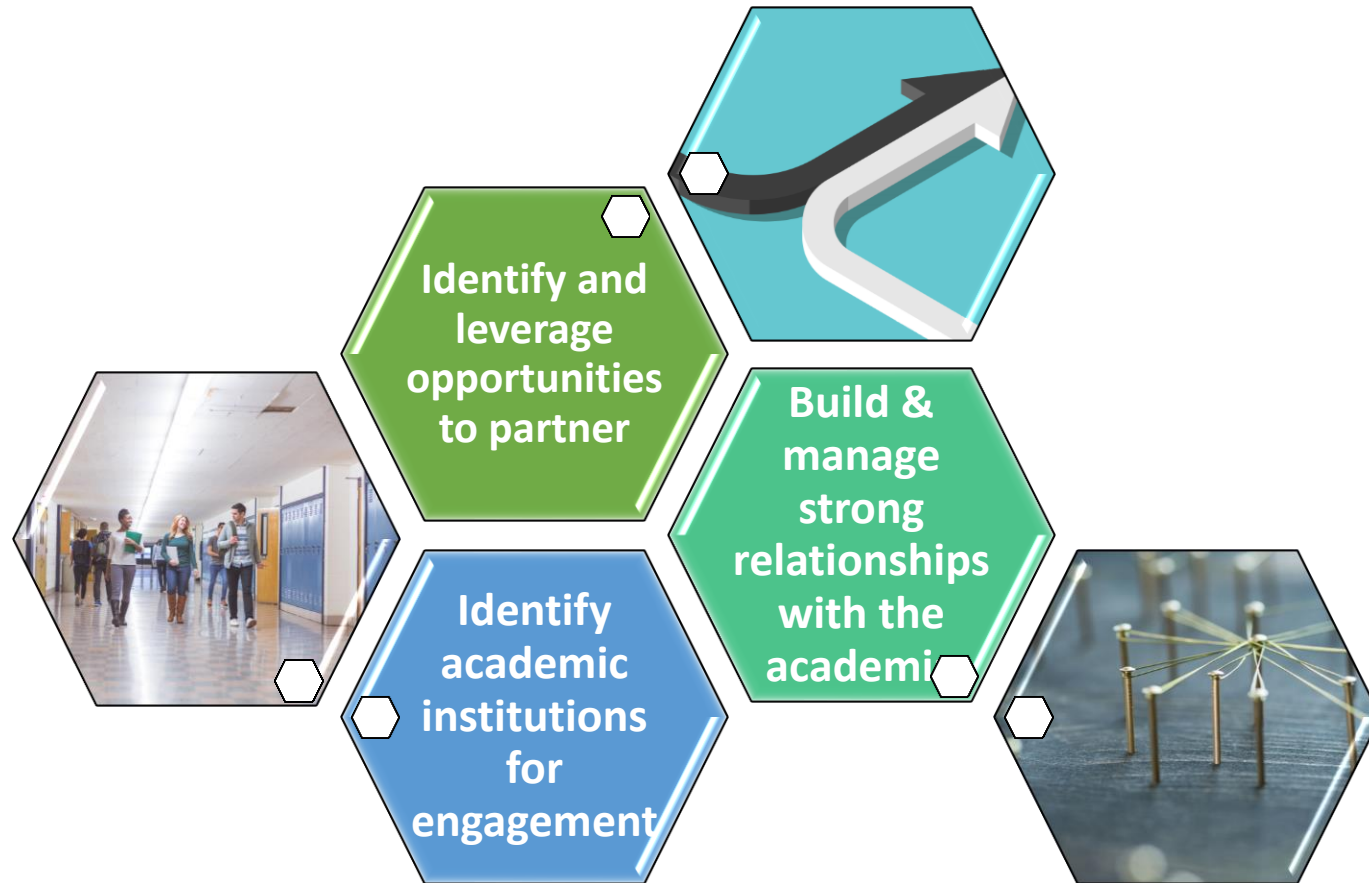 Identify and
leverage
opportunities
to partner
Build &
manage
strong
relationships
with the
Identify
academic
institutions
for
engagement